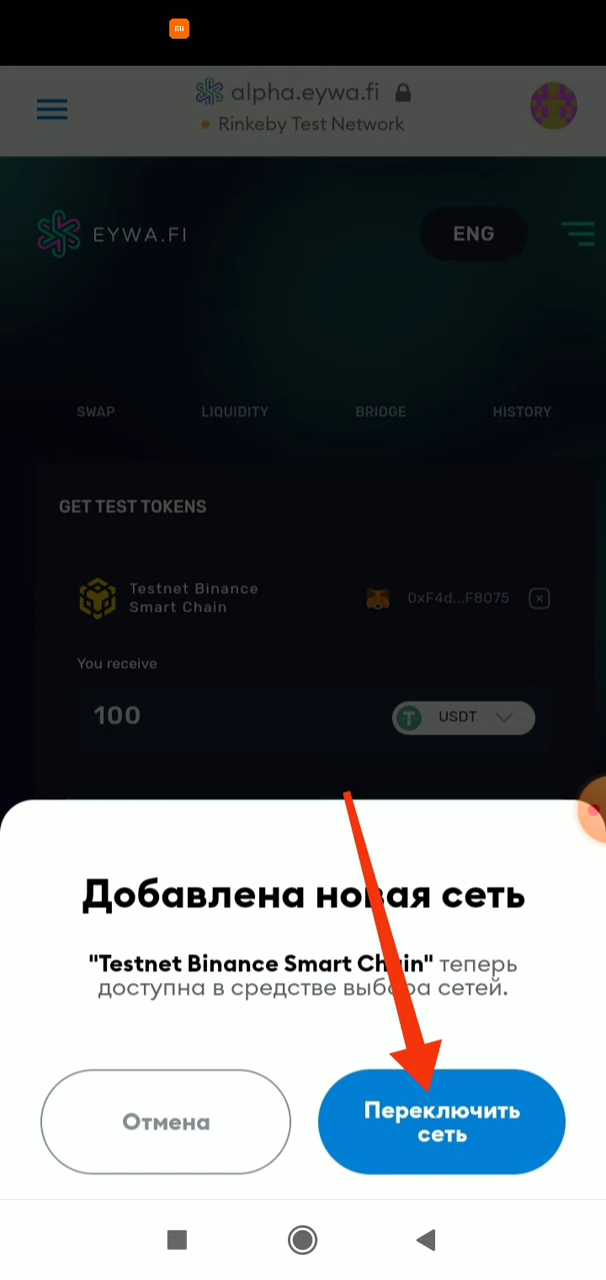 alpha.eywa.fi
Rinkeby Test Network
EYWA.FI
ENG
SWAP LIQUIDITY BRIDGE HISTORY
GET TEST TOKENS
Testnet Binance
Smart Chain
0xF4d...F8075
You receive
100
USDT
Добавлена новая сеть
"Testnet Binance Smart Chain" теперь
доступна в средстве выбора сетей.
Отмена
Переключить
сеть